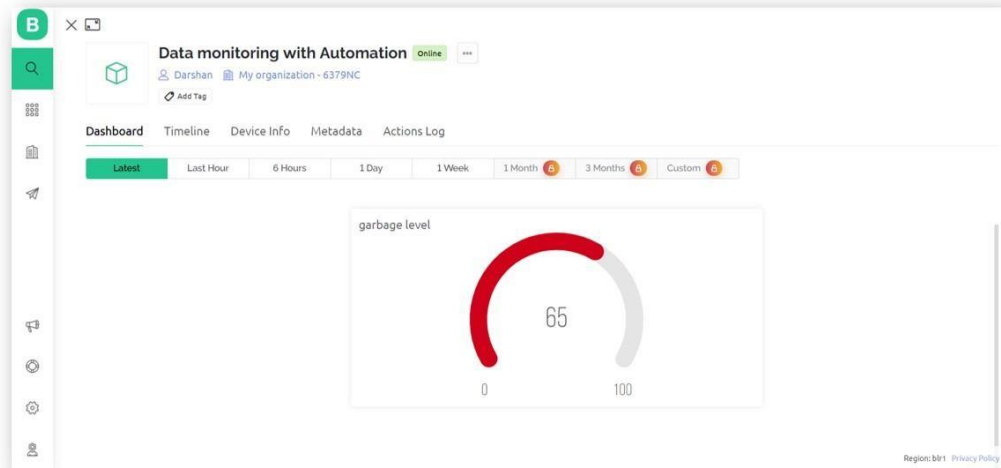 B
Data monitoring with Automation Online
Darshan My organization - 6379NC
Add Tag
Dashboard Timeline Device Info Metadata Actions Log
Latest Last Hour 6 Hours 1 Day 1 Week 1 Month 3 Months Custom
garbage level
65
0 100
Region: blr1 Privacy Policy